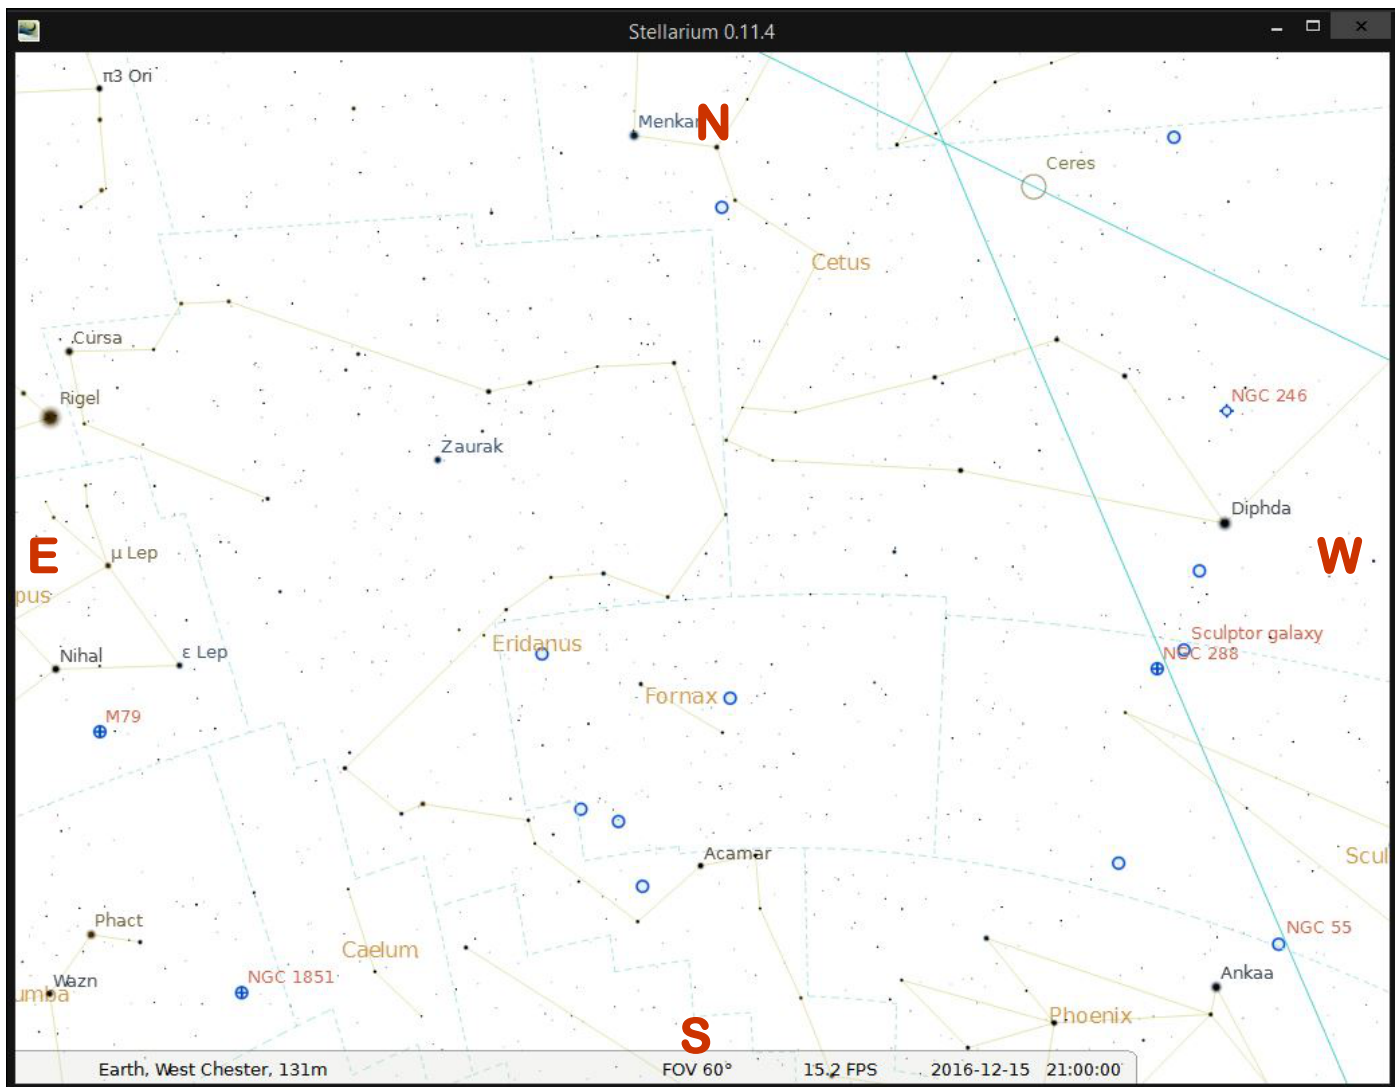 Stellarium 0.11.4
π3 Ori
Menkar
N
Ceres
Cetus
Cursa
Rigel
NGC 246
Zaurak
Diphda
E
W
μ Lep
pus
Sculptor galaxy
Eridanus
NGC 288
Nihal
ε Lep
Fornax
M79
Acamar
Scul
Phact
NGC 55
Caelum
NGC 1851
Ankaa
Wazn
umba
Phoenix
S
Earth, West Chester, 131m FOV 60° 15.2 FPS 2016-12-15 21:00:00